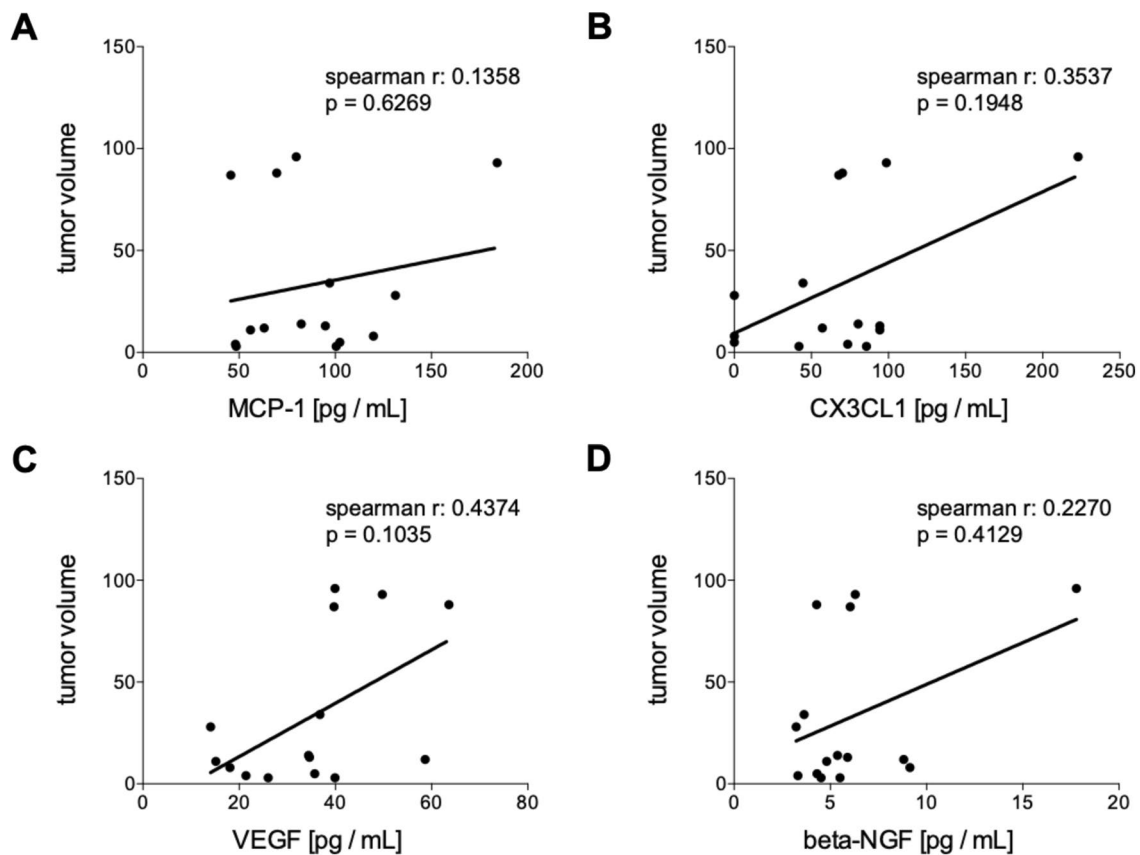 A
150
100
50
0
tumor volume
spearman r: 0.1358
p = 0.6269
0 50 100 150 200
MCP-1 [pg / mL]
B
150
100
50
0
tumor volume
spearman r: 0.3537
p = 0.1948
0 50 100 150 200 250
CX3CL1 [pg / mL]
C
150
100
50
0
tumor volume
spearman r: 0.4374
p = 0.1035
0 20 40 60 80
VEGF [pg / mL]
D
150
100
50
0
tumor volume
spearman r: 0.2270
p = 0.4129
0 5 10 15 20
beta-NGF [pg / mL]